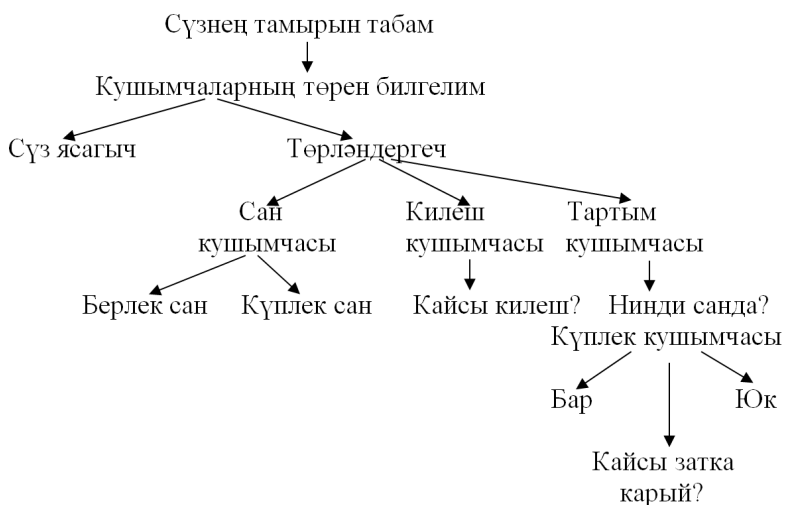 Сүзнең тамырын табам
Кушымчаларның төрен билгелим
Сүз ясагыч
Төрләндергеч
Сан
кушымчасы
Килеш
кушымчасы
Тартым
кушымчасы
Берлек сан
Күплек сан
Кайсы килеш?
Нинди санда?
Күплек кушымчасы
Бар
Юк
Кайсы затка
карый?